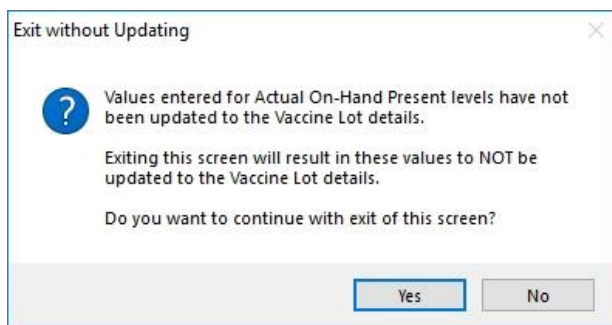 Exit without Updating
Values entered for Actual On-Hand Present levels have not
been updated to the Vaccine Lot details.
Exiting this screen will result in these values to NOT be
updated to the Vaccine Lot details.
Do you want to continue with exit of this screen?
Yes
No